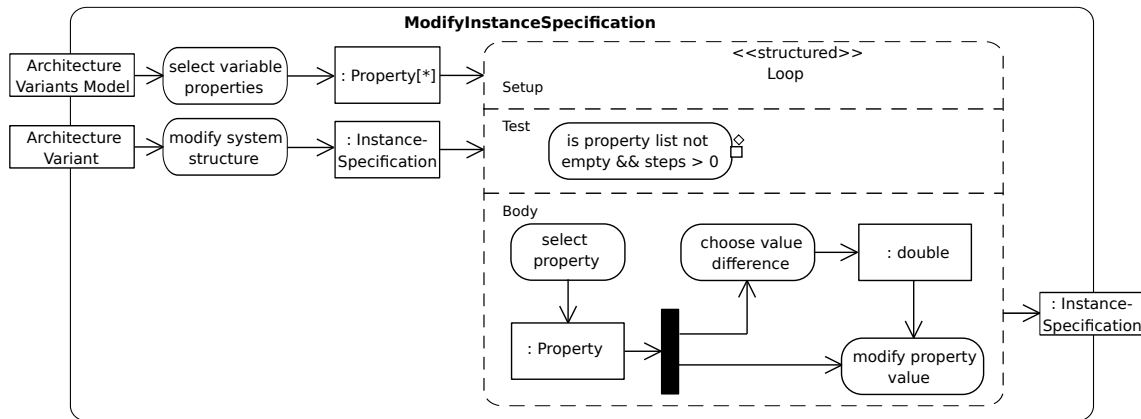 ModifyInstanceSpecification
Architecture
Variants Model
select variable
properties
: Property[*]
<<structured>>
Loop
Setup
Architecture
Variant
modify system
structure
: Instance-
Specification
Test
is property list not
empty && steps > 0
Body
select
property
choose value
difference
: double
: Property
modify property
value
: Instance-
Specification